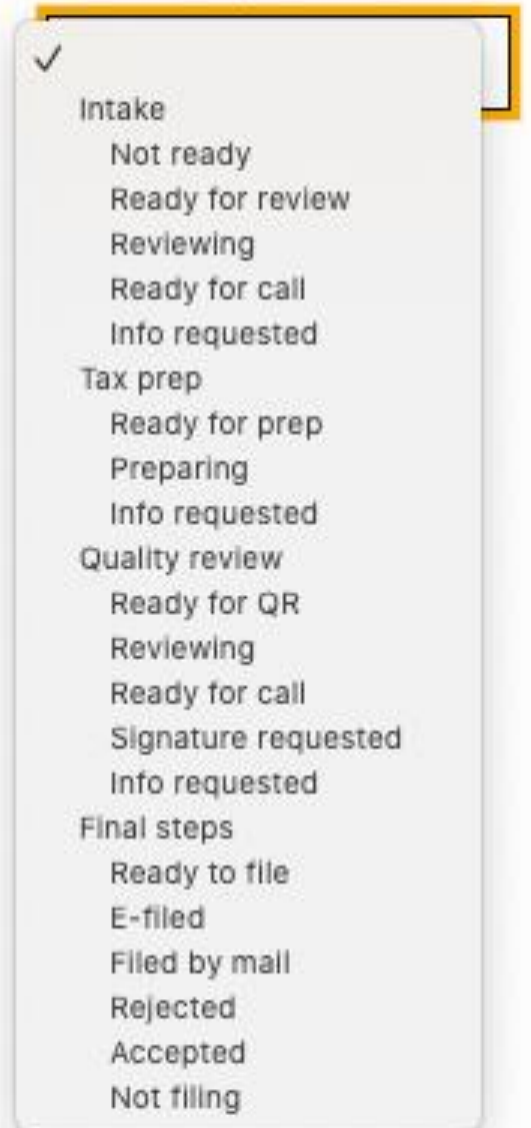 Intake
Not ready
Ready for review
Reviewing
Ready for call
Info requested
Tax prep
Ready for prep
Preparing
Info requested
Quality review
Ready for QR
Reviewing
Ready for call
Signature requested
Info requested
Final steps
Ready to file
E-filed
Filed by mail
Rejected
Accepted
Not filing